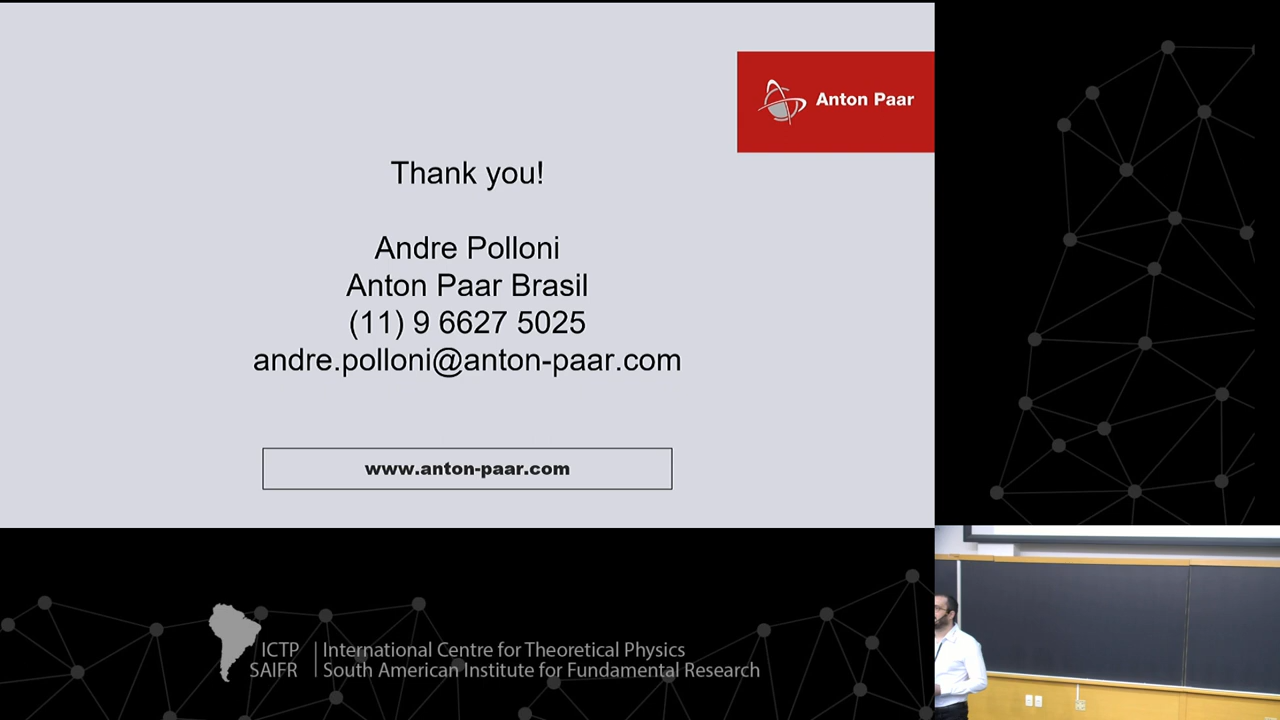 Anton Paar
Thank you!
Andre Polloni
Anton Paar Brasil
(11) 9 6627 5025
andre.polloni@anton-paar.com
www.anton-paar.com
ICTP | International Centre for Theoretical Physics
SAIFR | South American Institute for Fundamental Research